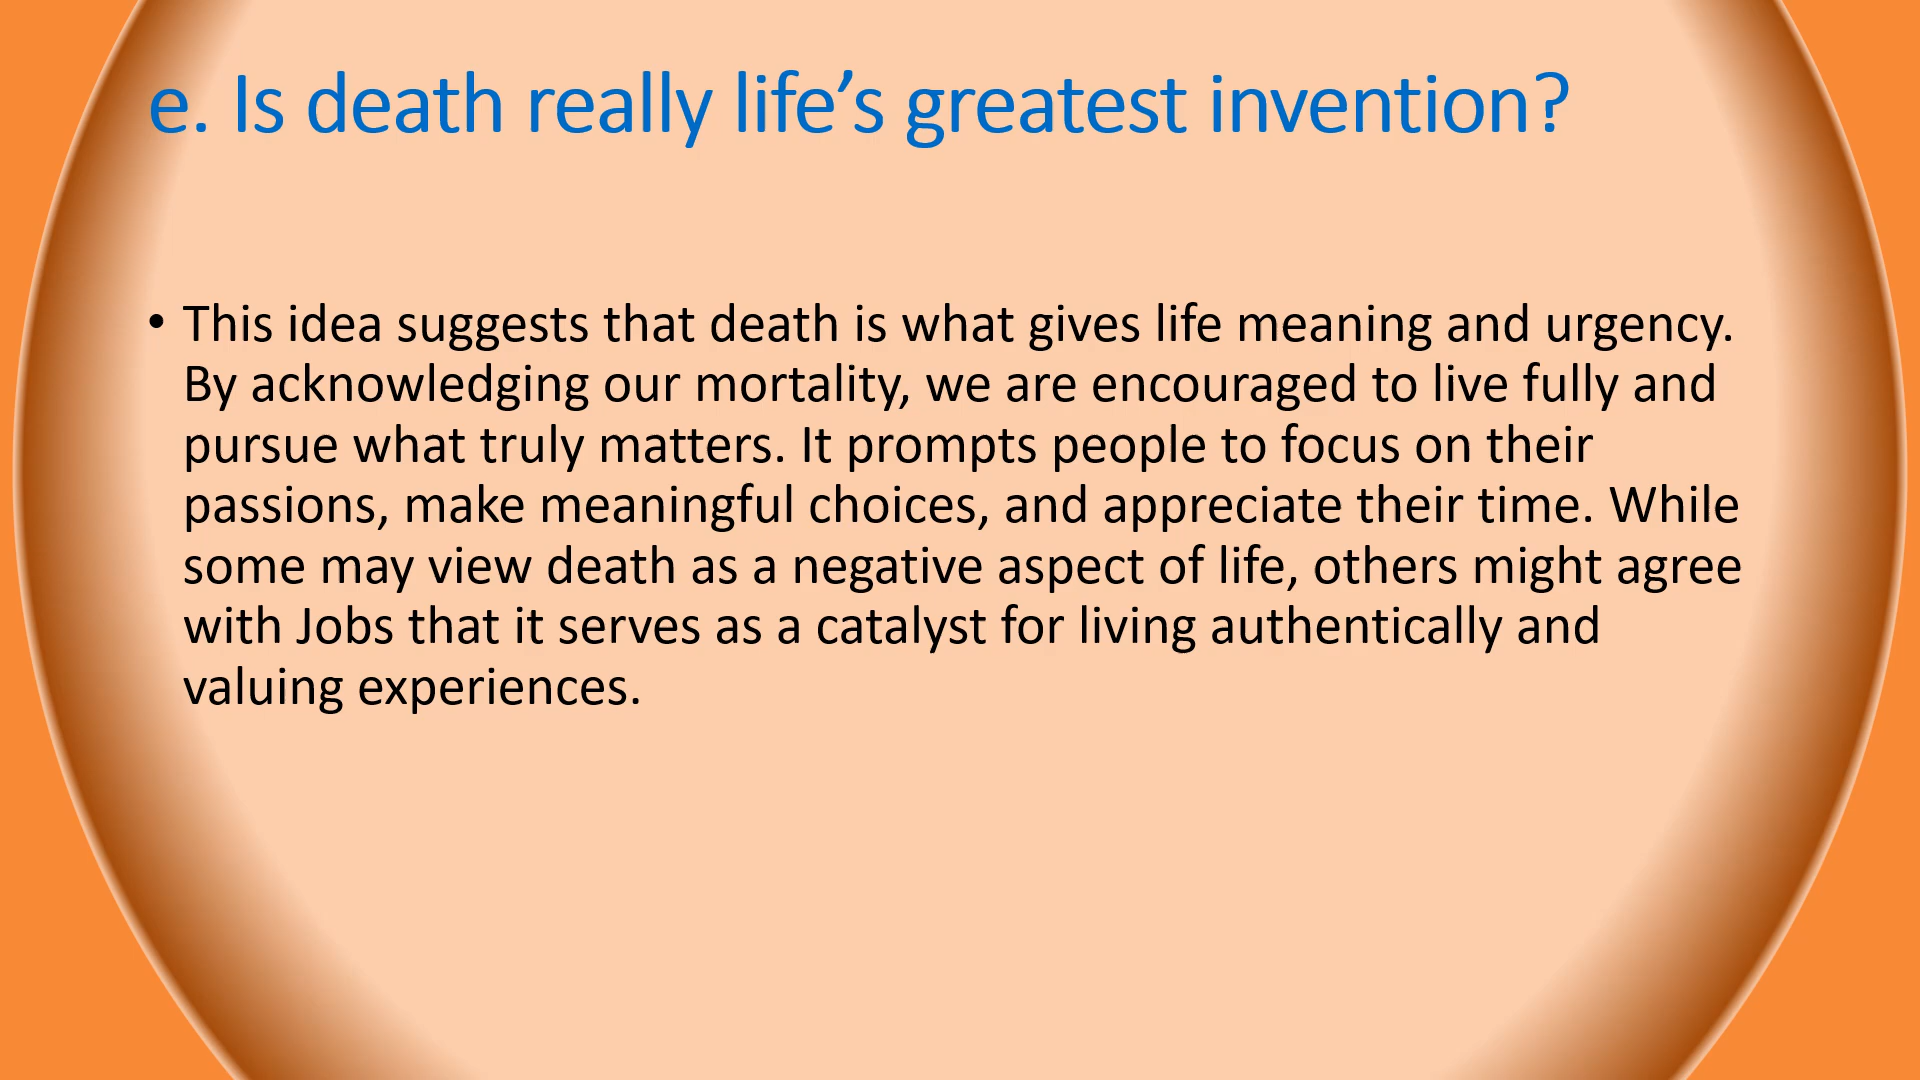 e. Is death really life’s greatest invention?
• This idea suggests that death is what gives life meaning and urgency.
By acknowledging our mortality, we are encouraged to live fully and
pursue what truly matters. It prompts people to focus on their
passions, make meaningful choices, and appreciate their time. While
some may view death as a negative aspect of life, others might agree
with Jobs that it serves as a catalyst for living authentically and
valuing experiences.